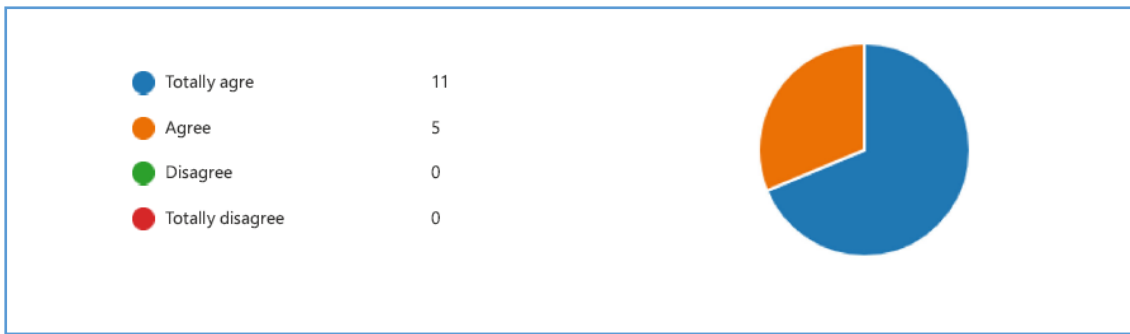 Totally agre 11
Agree 5
Disagree 0
Totally disagree 0